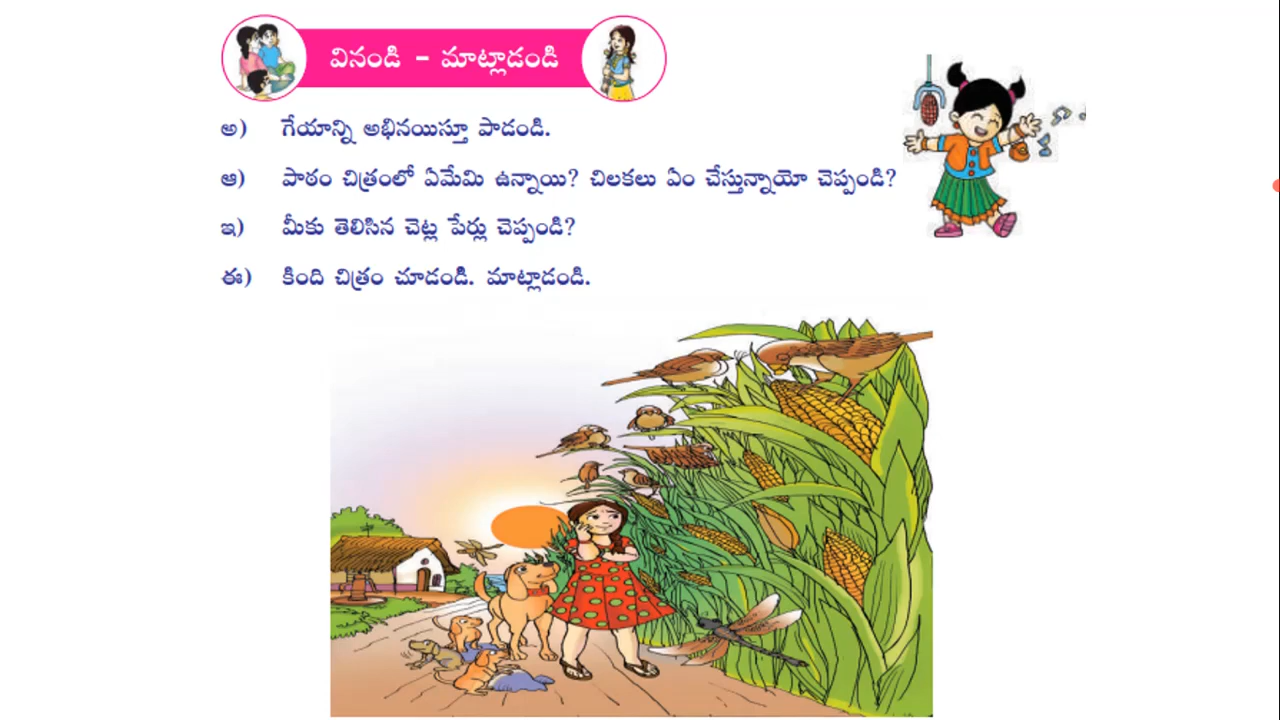 వినండి - మాట్లాడండి
అ) గేయాన్ని అభినయిస్తూ పాడండి.
ఆ) పాఠం చిత్రంలో ఏమేమి ఉన్నాయి? చిలకలు ఏం చేస్తున్నాయో చెప్పండి?
ఇ) మీకు తెలిసిన చెట్ల పేర్లు చెప్పండి?
ఈ) కింది చిత్రం చూడండి. మాట్లాడండి.